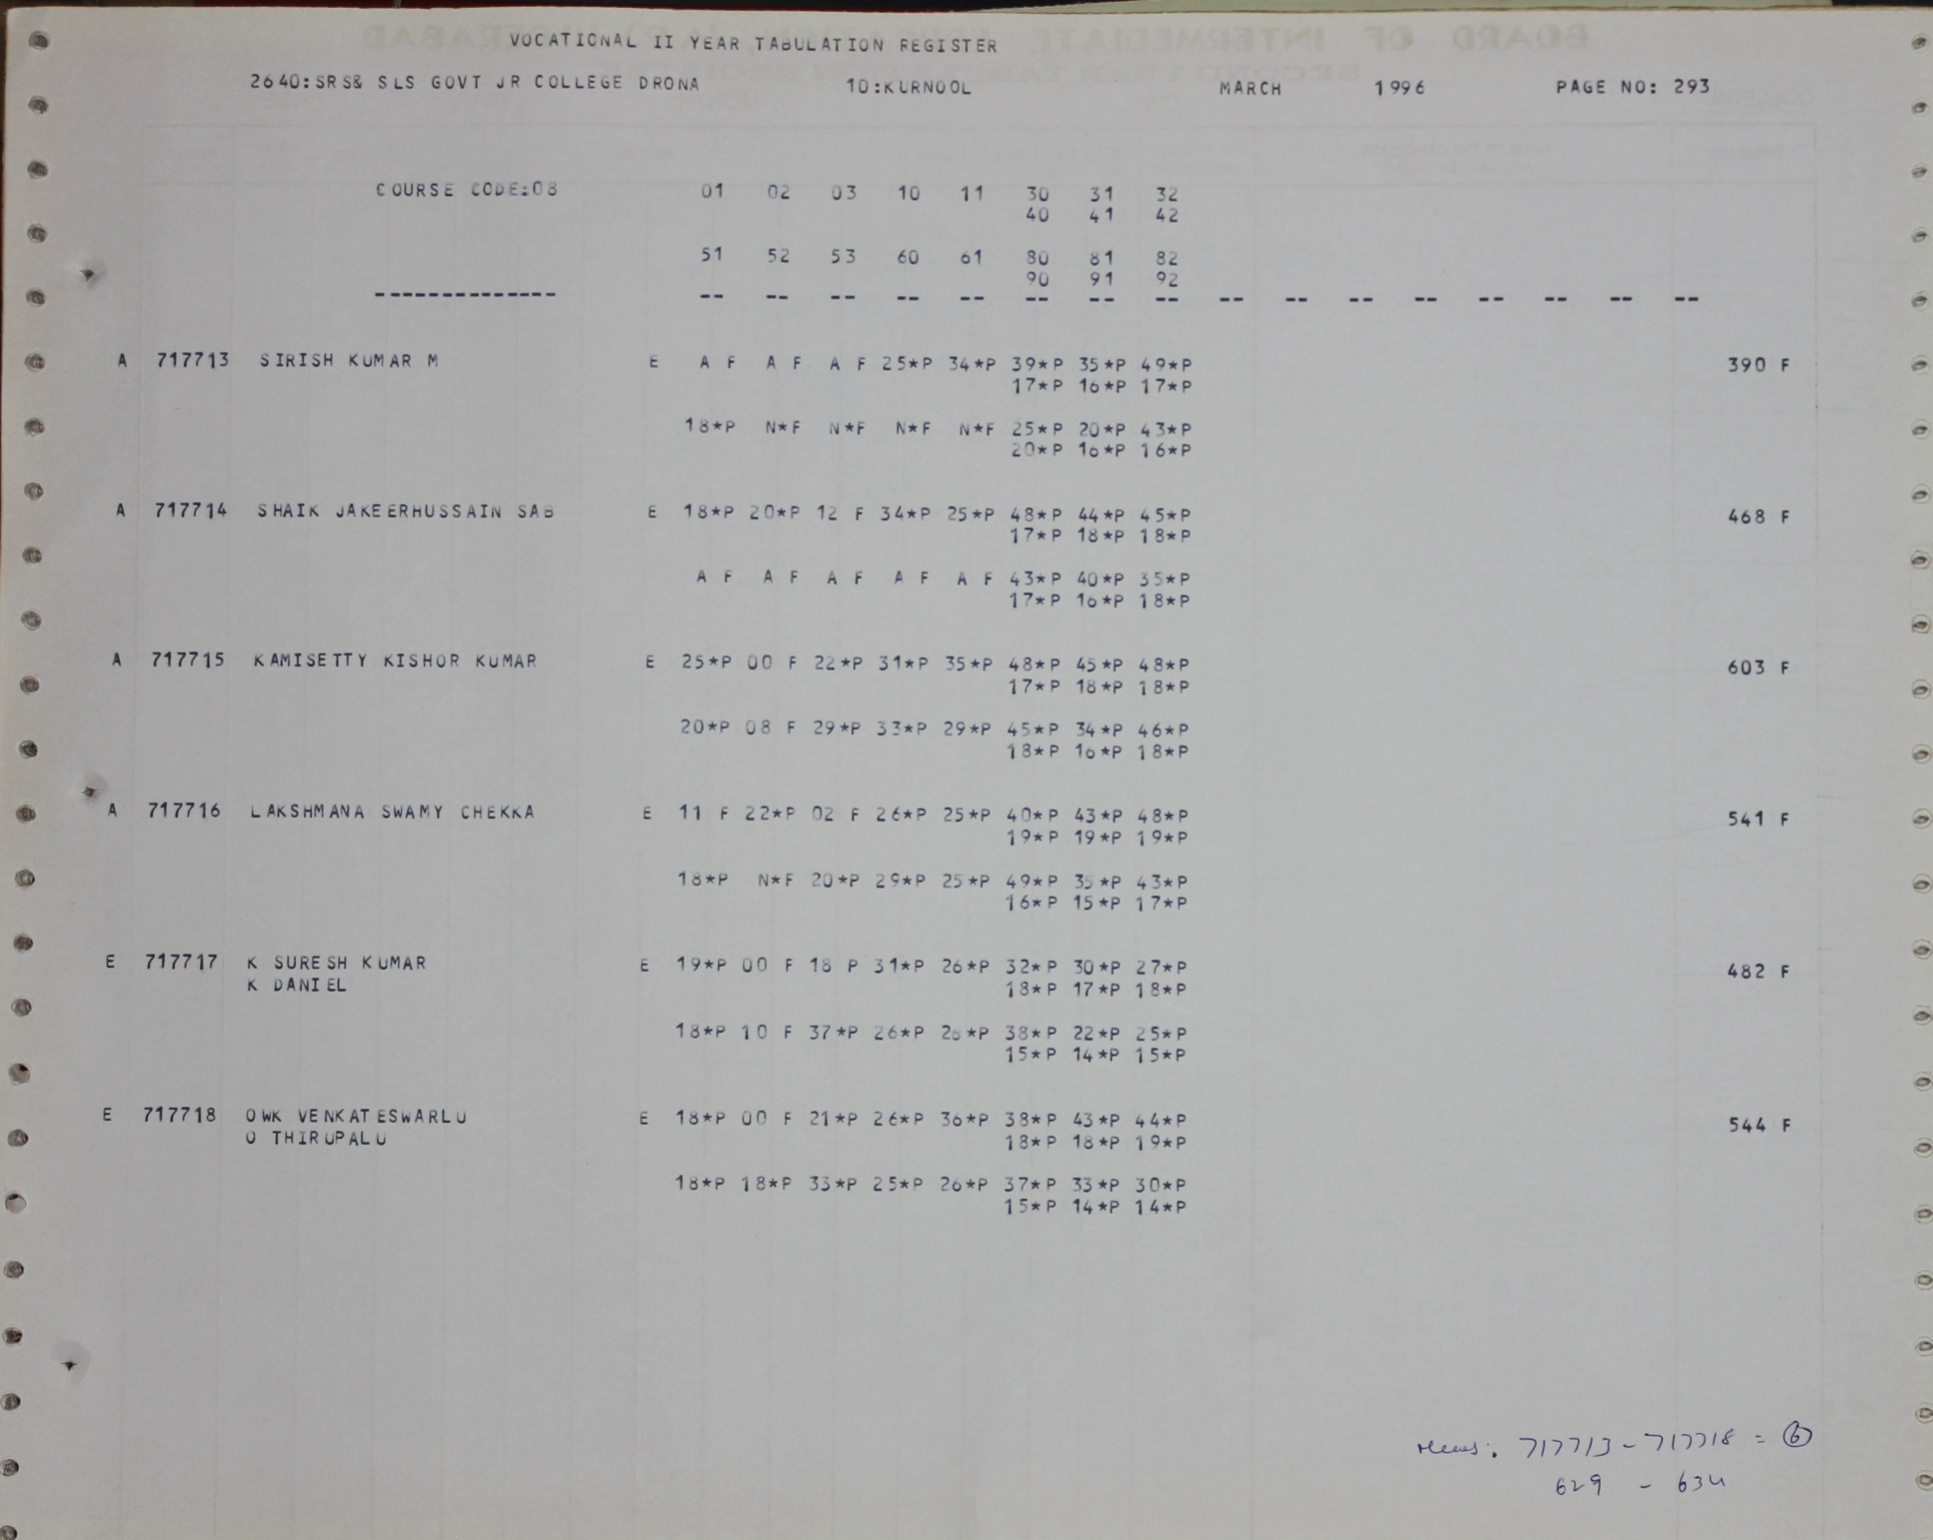 VOCATIONAL II YEAR TABULATION REGISTER
2640:SRS& SLS GOVT JR COLLEGE DRONA 10:KURNOOL MARCH 1996 PAGE NO: 293
COURSE CODE:08 01 02 03 10 11 30 31 32
40 41 42
51 52 53 60 61 80 81 82
90 91 92
-------------- -- -- -- -- -- -- -- -- -- -- -- -- -- -- -- --
A 717713 SIRISH KUMAR M E A F A F A F 25*P 34*P 39*P 35*P 49*P 390 F
17*P 16*P 17*P
18*P N*F N*F N*F N*F 25*P 20*P 43*P
20*P 16*P 16*P
A 717714 SHAIK JAKEERHUSSAIN SAB E 18*P 20*P 12 F 34*P 25*P 48*P 44*P 45*P 468 F
17*P 18*P 18*P
A F A F A F A F A F 43*P 40*P 35*P
17*P 16*P 18*P
A 717715 KAMISETTY KISHOR KUMAR E 25*P 00 F 22*P 31*P 35*P 48*P 45*P 48*P 603 F
17*P 18*P 18*P
20*P 08 F 29*P 33*P 29*P 45*P 34*P 46*P
18*P 16*P 18*P
A 717716 LAKSHMANA SWAMY CHEKKA E 11 F 22*P 02 F 26*P 25*P 40*P 43*P 48*P 541 F
19*P 19*P 19*P
18*P N*F 20*P 29*P 25*P 49*P 35*P 43*P
16*P 15*P 17*P
E 717717 K SURESH KUMAR E 19*P 00 F 18 P 31*P 26*P 32*P 30*P 27*P 482 F
K DANIEL 18*P 17*P 18*P
18*P 10 F 37*P 26*P 26*P 38*P 22*P 25*P
15*P 14*P 15*P
E 717718 OWK VENKATESWARLU E 18*P 00 F 21*P 26*P 36*P 38*P 43*P 44*P 544 F
O THIRUPALU 18*P 18*P 19*P
18*P 18*P 33*P 25*P 26*P 37*P 33*P 30*P
15*P 14*P 14*P
717713 - 717718 = 6
629 - 634